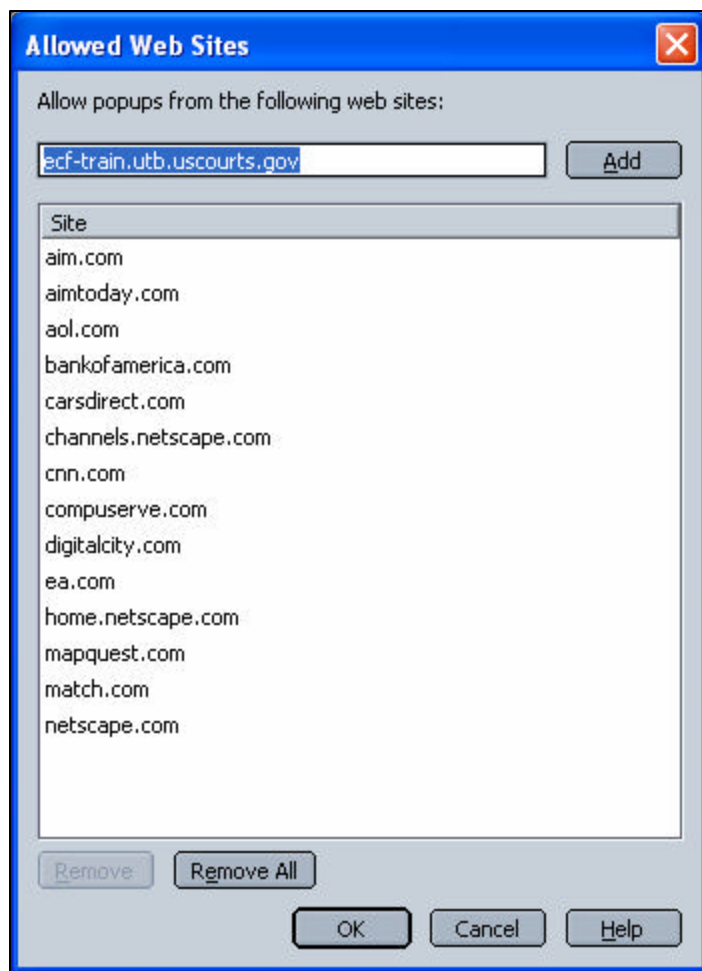 Allowed Web Sites
Allow popups from the following web sites:
ecf-train.utb.uscourts.gov Add
Site
aim.com
aimtoday.com
aol.com
bankofamerica.com
carsdirect.com
channels.netscape.com
cnn.com
compuserve.com
digitalcity.com
ea.com
home.netscape.com
mapquest.com
match.com
netscape.com
Remove Remove All
OK Cancel Help